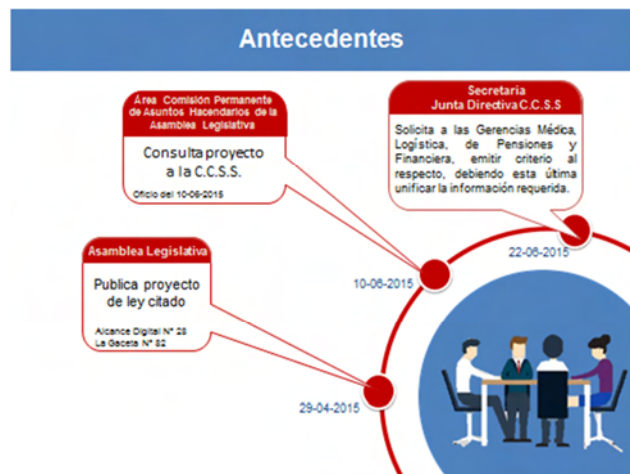 Antecedentes
Área Comisión Permanente
de Asuntos Hacendarios de la
Asamblea Legislativa
Consulta proyecto
a la C.C.S.S.
Oficio del 10-06-2015
Secretaria
Junta Directiva C.C.S.S
Solicita a las Gerencias Médica,
Logística, de Pensiones y
Financiera, emitir criterio al
respecto, debiendo esta última
unificar la información requerida.
22-06-2015
10-06-2015
Asamblea Legislativa
Publica proyecto
de ley citado
Alcance Digital N° 28
La Gaceta N° 82
29-04-2015